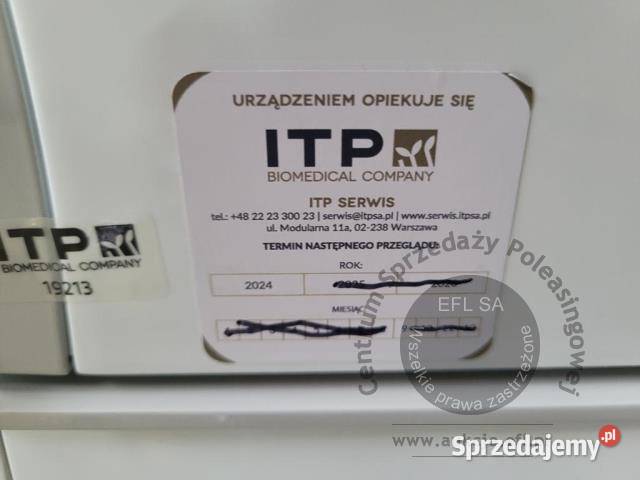 URZĄDZENIEM OPIEKUJE SIĘ
ITP
BIOMEDICAL COMPANY
ITP SERWIS
tel.: +48 22 23 300 23 | serwis@itpsa.pl | www.serwis.itpsa.pl
ul. Modularna 11a, 02-238 Warszawa
TERMIN NASTĘPNEGO PRZEGLĄDU:
ROK:
2024 2025 2026
MIESIĄC:
ITP
BIOMEDICAL COMPANY
19213
Centrum Sprzedaży Poleasingowej
EFL SA
Wszelkie prawa zastrzeżone
Sprzedajemy.pl